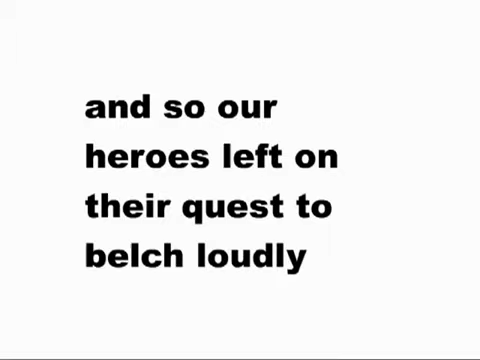 and so our
heroes left on
their quest to
belch loudly